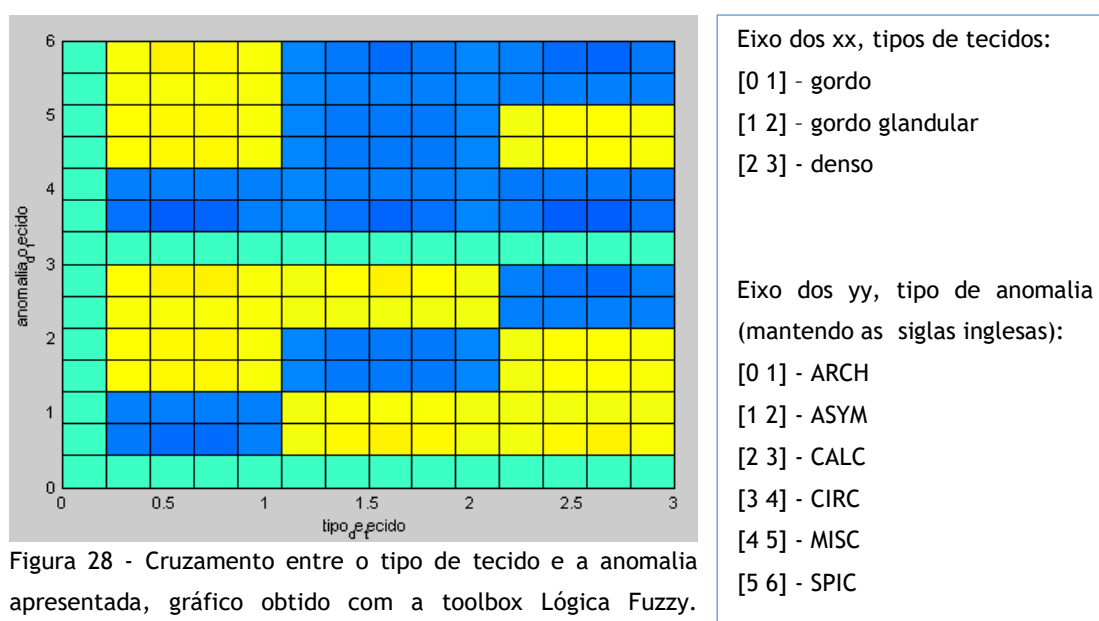 6
5
4
3
2
1
0
anomalia_do_tecido
0
0.5
1
1.5
2
2.5
3
tipo_de_tecido
Figura 28 - Cruzamento entre o tipo de tecido e a anomalia
apresentada, gráfico obtido com a toolbox Lógica Fuzzy.
Eixo dos xx, tipos de tecidos:
[0 1] – gordo
[1 2] – gordo glandular
[2 3] - denso
Eixo dos yy, tipo de anomalia
(mantendo as siglas inglesas):
[0 1] - ARCH
[1 2] - ASYM
[2 3] - CALC
[3 4] - CIRC
[4 5] - MISC
[5 6] - SPIC